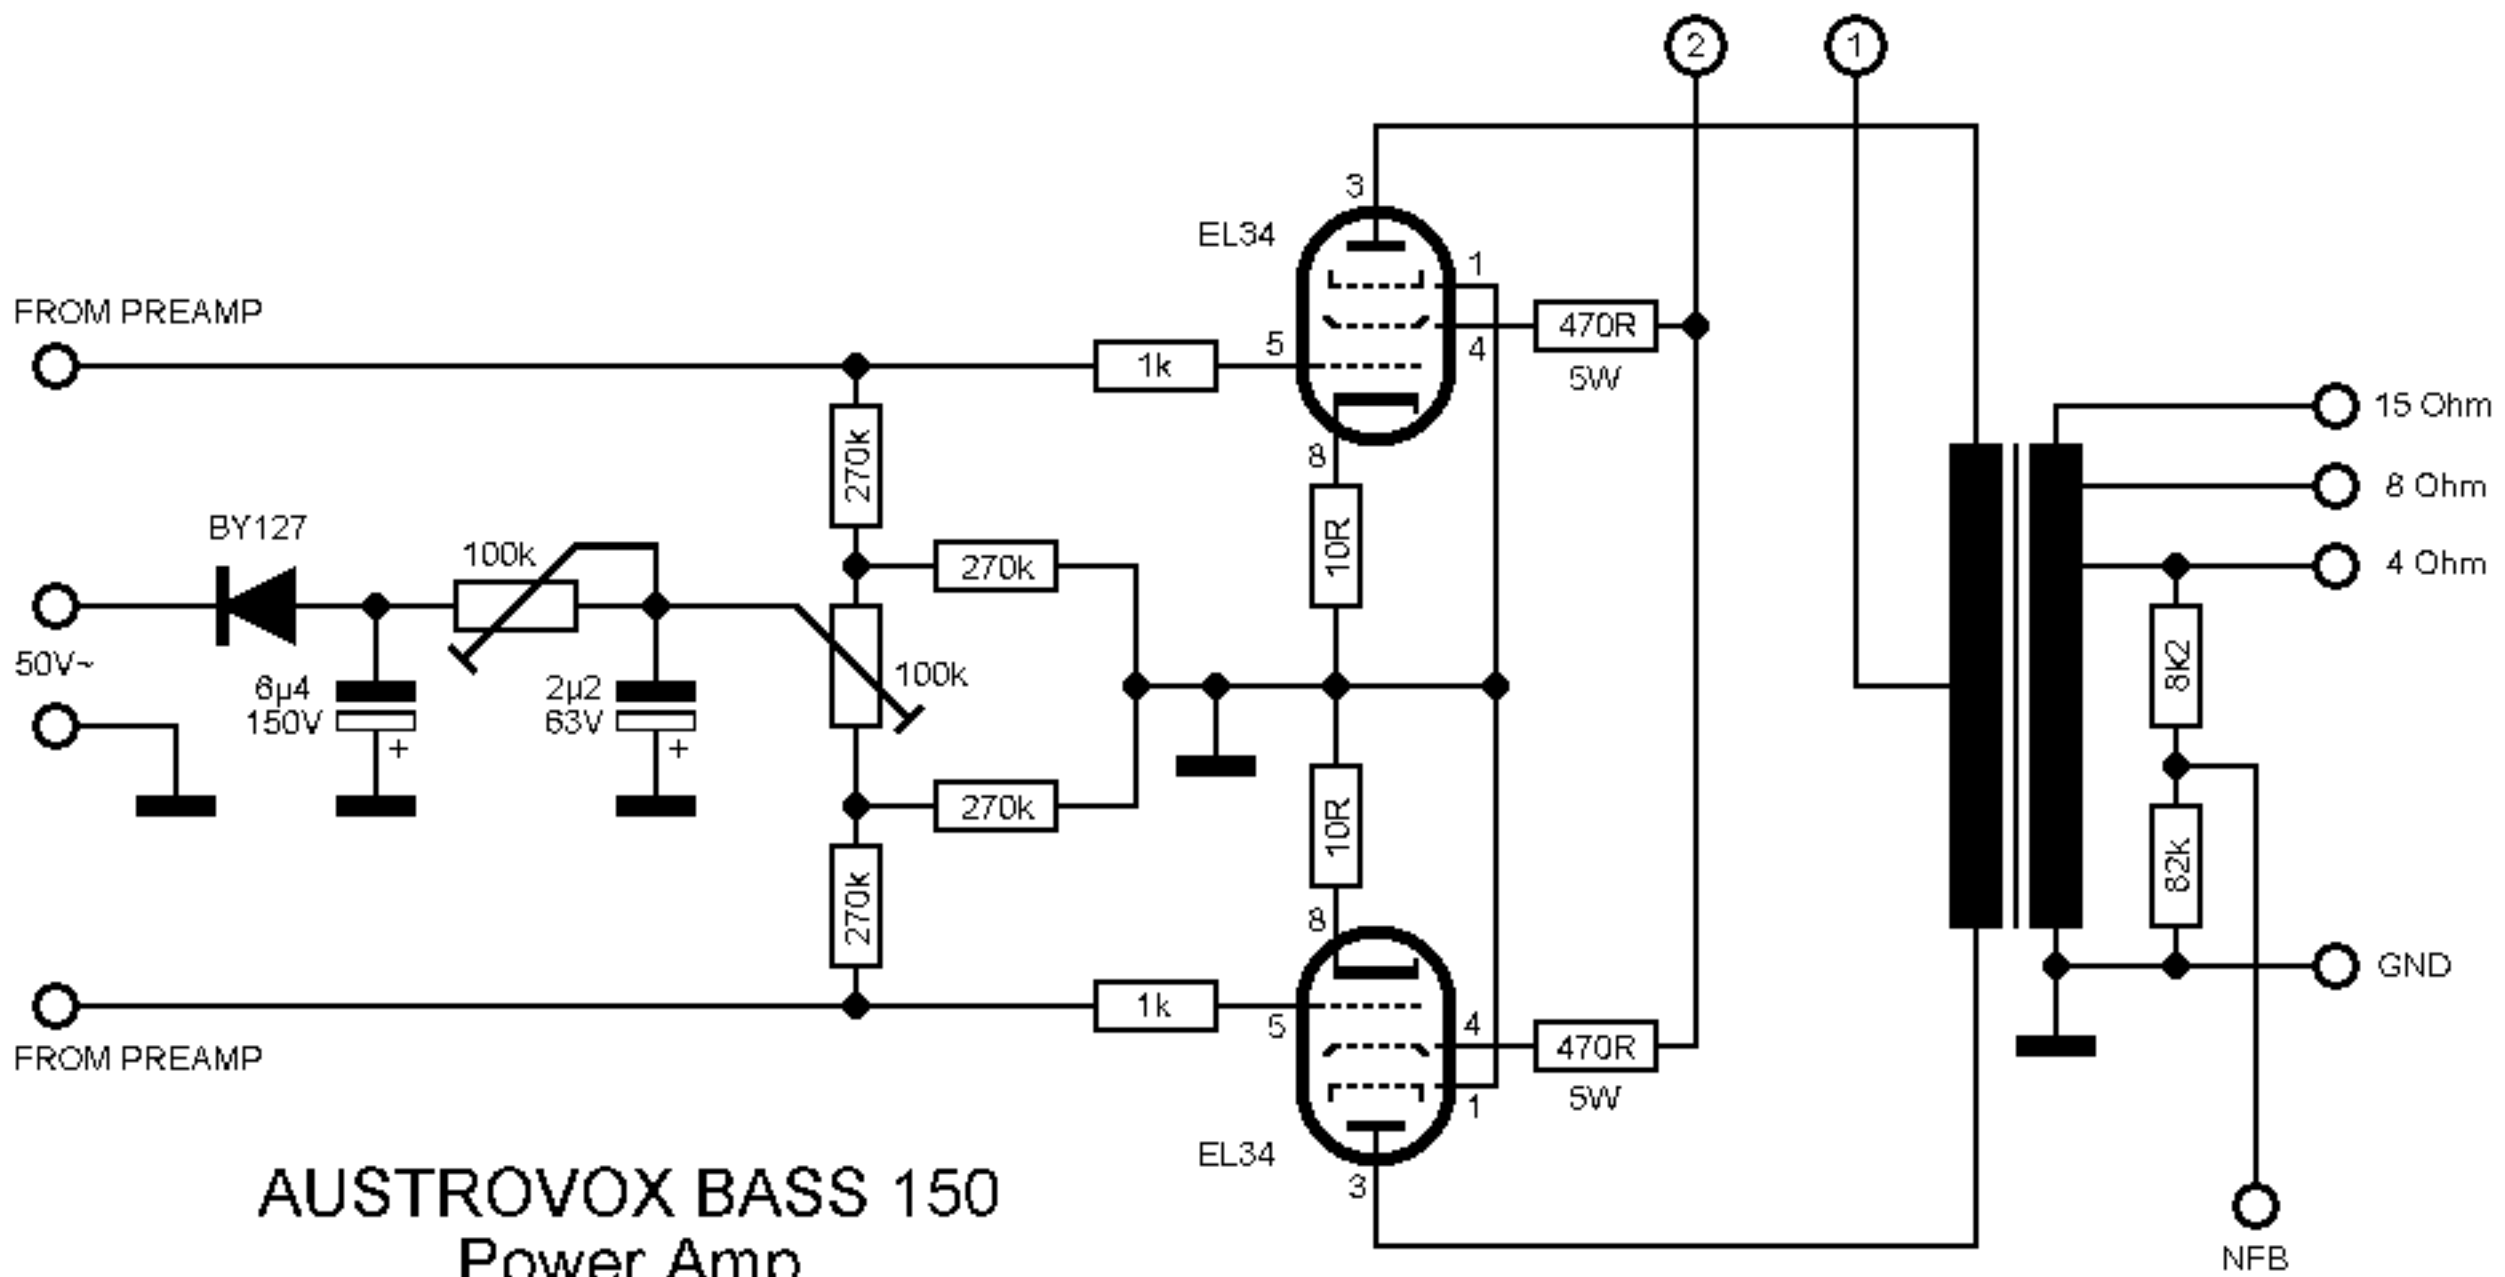 2
1
3
EL34
1
FROM PREAMP
5
1k
470R
4
5W
15 Ohm
270k
8
8 Ohm
BY127
100k
270k
10R
4 Ohm
50V~
6µ4
150V
2µ2
63V
100k
8k2
270k
10R
82k
270k
8
GND
1k
5
4
470R
FROM PREAMP
5W
1
EL34
3
AUSTROVOX BASS 150
Power Amp
NFB
+
+